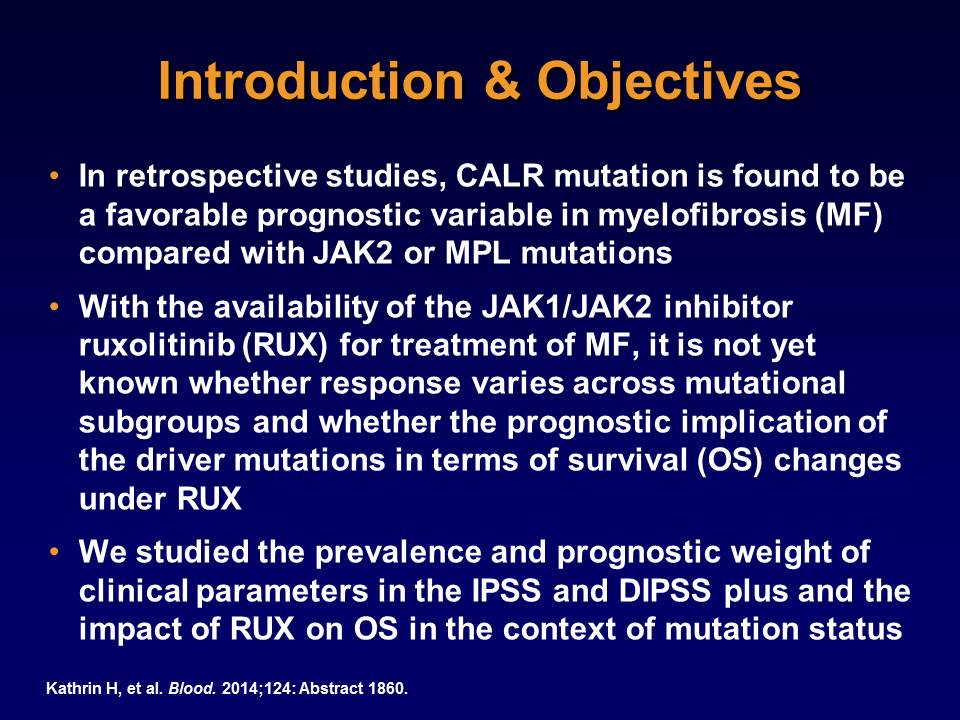 Introduction & Objectives
• In retrospective studies, CALR mutation is found to be
a favorable prognostic variable in myelofibrosis (MF)
compared with JAK2 or MPL mutations
• With the availability of the JAK1/JAK2 inhibitor
ruxolitinib (RUX) for treatment of MF, it is not yet
known whether response varies across mutational
subgroups and whether the prognostic implication of
the driver mutations in terms of survival (OS) changes
under RUX
• We studied the prevalence and prognostic weight of
clinical parameters in the IPSS and DIPSS plus and the
impact of RUX on OS in the context of mutation status
Kathrin H, et al. Blood. 2014;124: Abstract 1860.